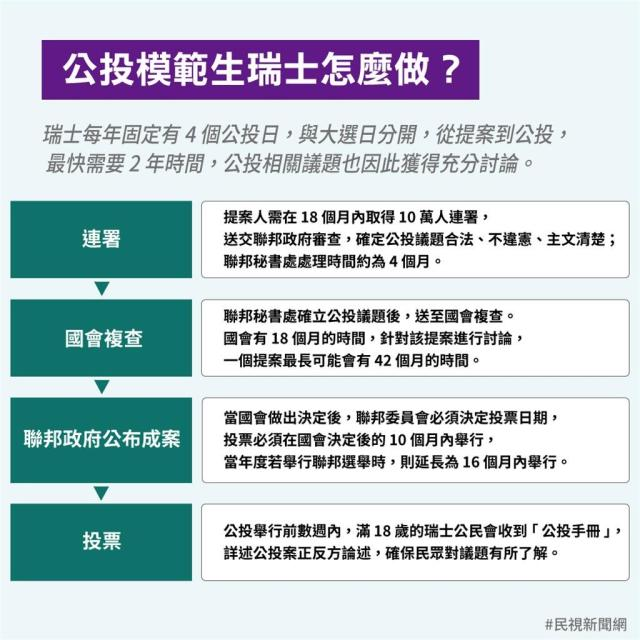 公投模範生瑞士怎麼做？
瑞士每年固定有 4 個公投日，與大選日分開，從提案到公投，
最快需要 2 年時間，公投相關議題也因此獲得充分討論。
連署
提案人需在 18 個月內取得 10 萬人連署，
送交聯邦政府審查，確定公投議題合法、不違憲、主文清楚；
聯邦秘書處處理時間約為 4 個月。
國會複查
聯邦秘書處確立公投議題後，送至國會複查。
國會有 18 個月的時間，針對該提案進行討論，
一個提案最長可能會有 42 個月的時間。
聯邦政府公布成案
當國會做出決定後，聯邦委員會必須決定投票日期，
投票必須在國會決定後的 10 個月內舉行，
當年度若舉行聯邦選舉時，則延長為 16 個月內舉行。
投票
公投舉行前數週內，滿 18 歲的瑞士公民會收到「公投手冊」，
詳述公投案正反方論述，確保民眾對議題有所了解。
#民視新聞網